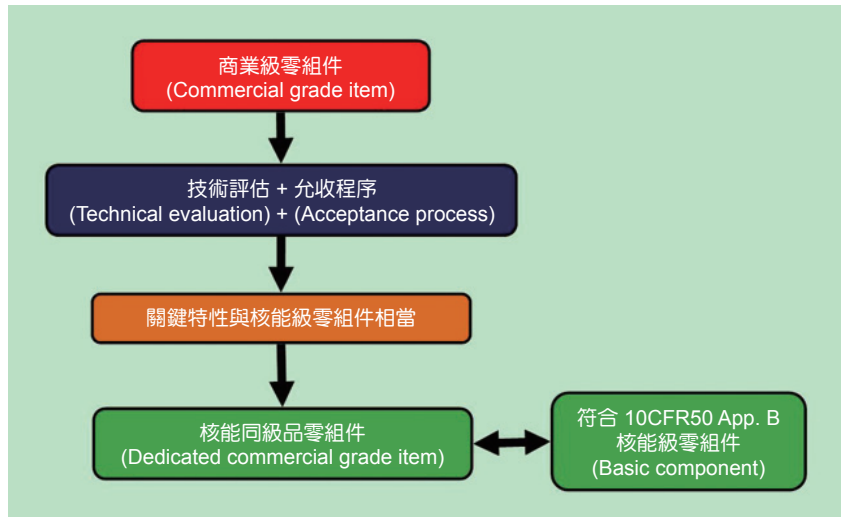 商業級零組件
(Commercial grade item)
技術評估 + 允收程序
(Technical evaluation) + (Acceptance process)
關鍵特性與核能級零組件相當
核能同級品零組件
(Dedicated commercial grade item)
符合 10CFR50 App. B
核能級零組件
(Basic component)